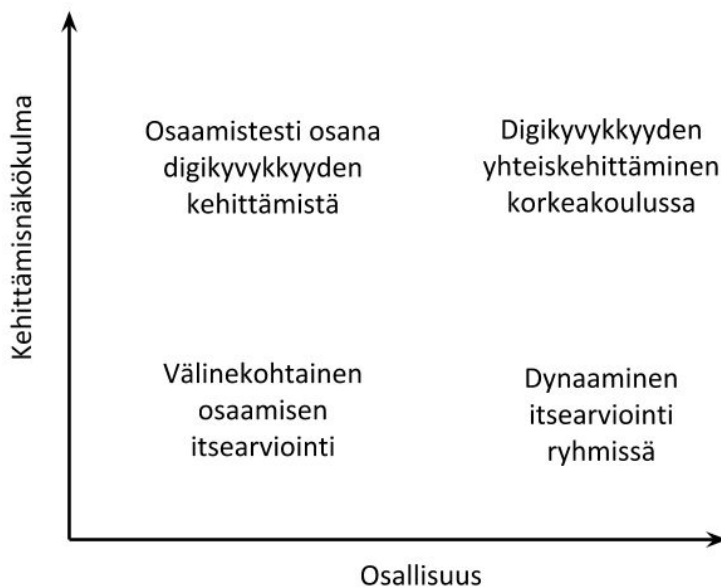 Kehittämisnäkökulma
Osaamistesti osana
digikyvykkyyden
kehittämistä
Digikyvykkyyden
yhteiskehittäminen
korkeakoulussa
Välinekohtainen
osaamisen
itsearviointi
Dynaaminen
itsearviointi
ryhmissä
Osallisuus